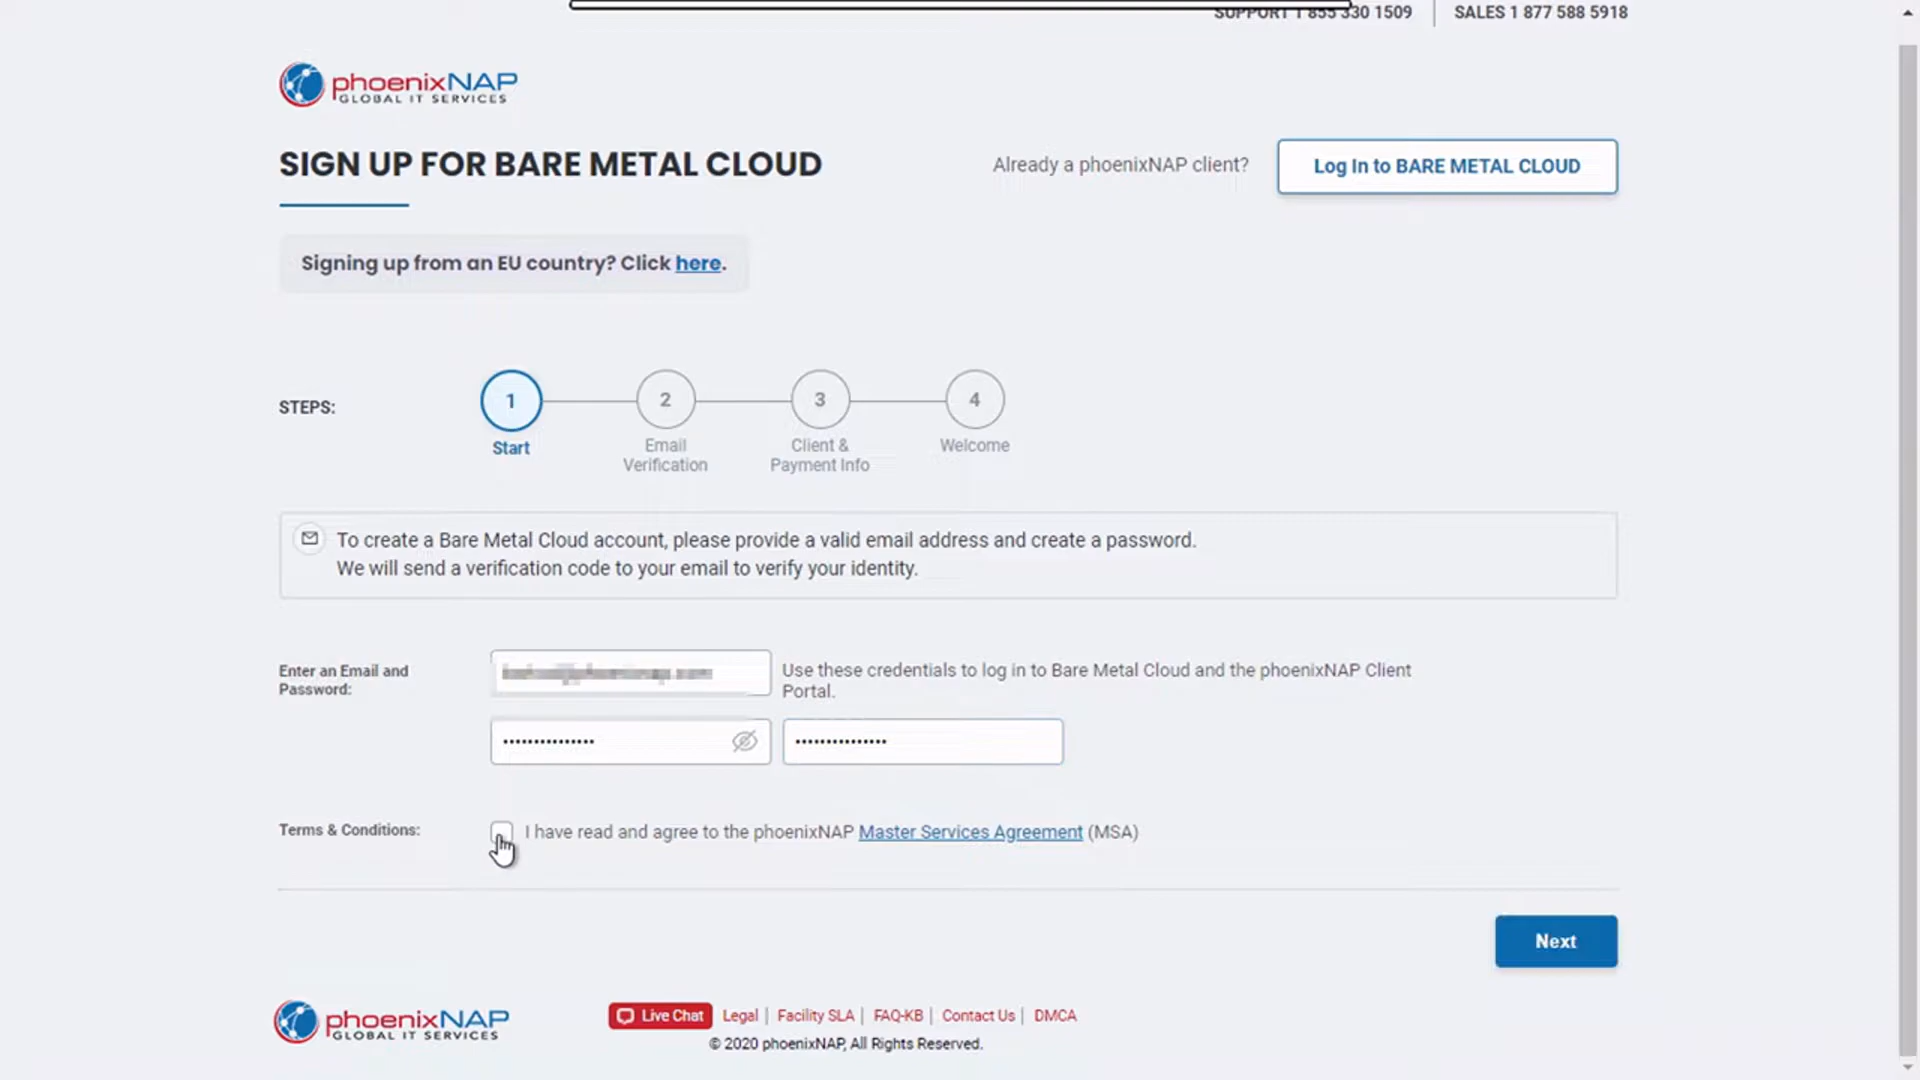 SUPPORT 1 855 330 1509
SALES 1 877 588 5918
phoenixNAP
GLOBAL IT SERVICES
SIGN UP FOR BARE METAL CLOUD
Already a phoenixNAP client?
Log In to BARE METAL CLOUD
Signing up from an EU country? Click here.
STEPS:
1
2
3
4
Start
Email
Verification
Client &
Payment Info
Welcome
To create a Bare Metal Cloud account, please provide a valid email address and create a password.
We will send a verification code to your email to verify your identity.
Enter an Email and
Password:
Use these credentials to log in to Bare Metal Cloud and the phoenixNAP Client
Portal.
Terms & Conditions:
I have read and agree to the phoenixNAP Master Services Agreement (MSA)
Next
phoenixNAP
GLOBAL IT SERVICES
Live Chat
Legal | Facility SLA | FAQ-KB | Contact Us | DMCA
© 2020 phoenixNAP, All Rights Reserved.